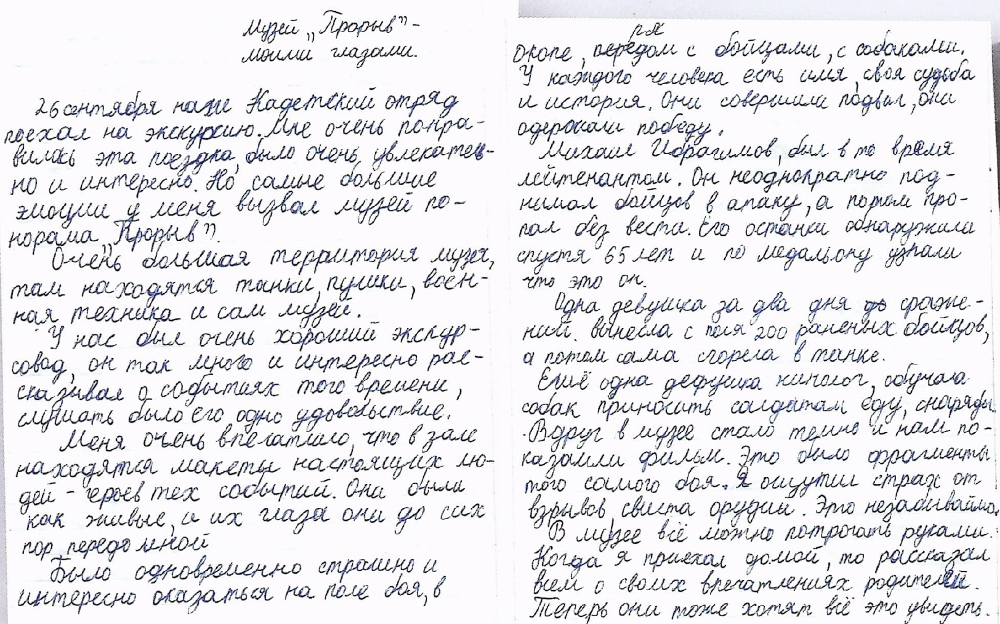 Музей „Прорыв" -
моими глазами.
26 сентября наш Кадетский отряд
поехал на экскурсию. Мне очень понра-
вилась эта поездка, было очень увлекатель-
но и интересно. Но самые большие
эмоции у меня вызвал музей по-
норама „Прорыв".
Очень большая территория музея,
там находятся танки, пушки, воен-
ная техника и сам музей.
У нас был очень хороший экскур-
совод, он так много и интересно рас-
сказывал о событиях того времени,
слушать было его одно удовольствие.
Меня очень впечатлило, что в зале
находятся макеты настоящих лю-
дей - героев тех событий. Они были
как живые, и их глаза они до сих
пор передо мной
Было одновременно страшно и
интересно оказаться на поле боя, в
окопе, рядом с бойцами, с собаками.
У каждого человека есть имя, своя судьба
и история. Они совершили подвиг, они
одержали победу.
Михаил Ибрагимов, был в то время
лейтенантом. Он неоднократно под-
нимал бойцов в атаку, а потом про-
пал без вести. Его останки обнаружили
спустя 65 лет и по медальону узнали
что это он.
Одна девушка за два дня сраже-
ний вынесла с поля 200 раненых бойцов,
а потом сама сгорела в танке.
Ещё одна дефушка кинолог, обучала
собак приносить салдатам еду, снаряды.
Вдруг в музее стало темно и нам по-
казали фильм. Это было фрагменты
того самого боя. Я ощутил страх от
взрывов, свиста орудий. Это незабываймо.
В музее всё можно потрогать руками.
Когда я приехал домой, то рассказал
всем о своих впечатлениях родителей.
Теперь они тоже хотят всё это увидеть.